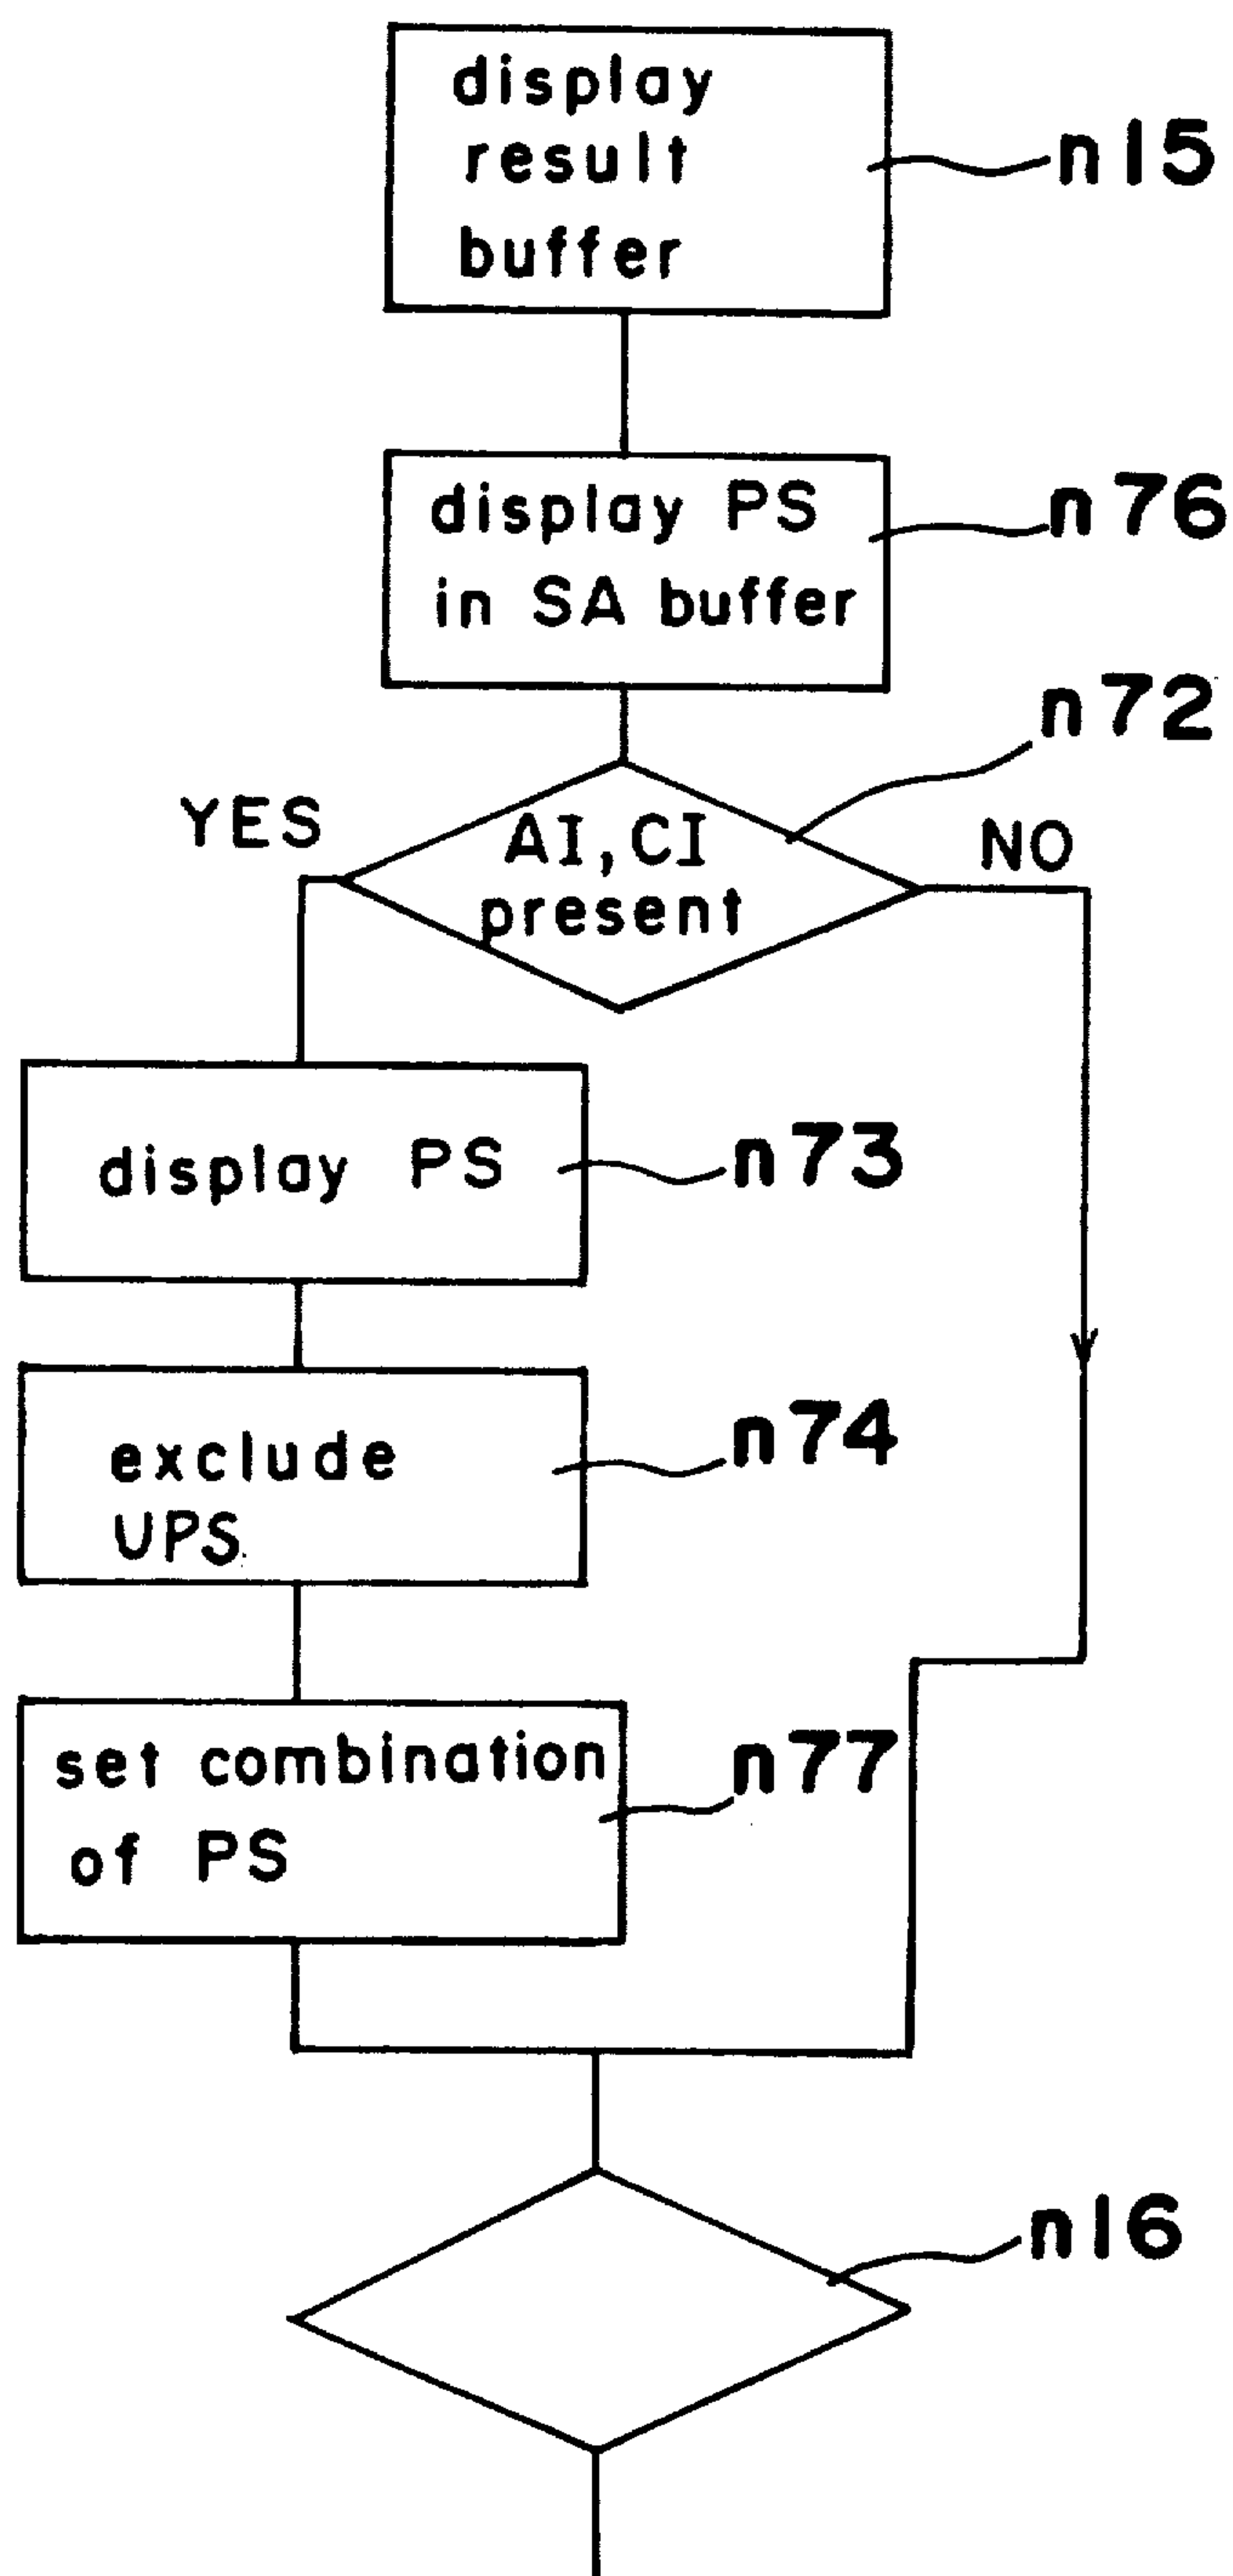 display
result
buffer
n15
display PS
in SA buffer
n76
n72
YES
AI, CI
present
NO
display PS
n73
exclude
UPS
n74
set combination
of PS
n77
n16